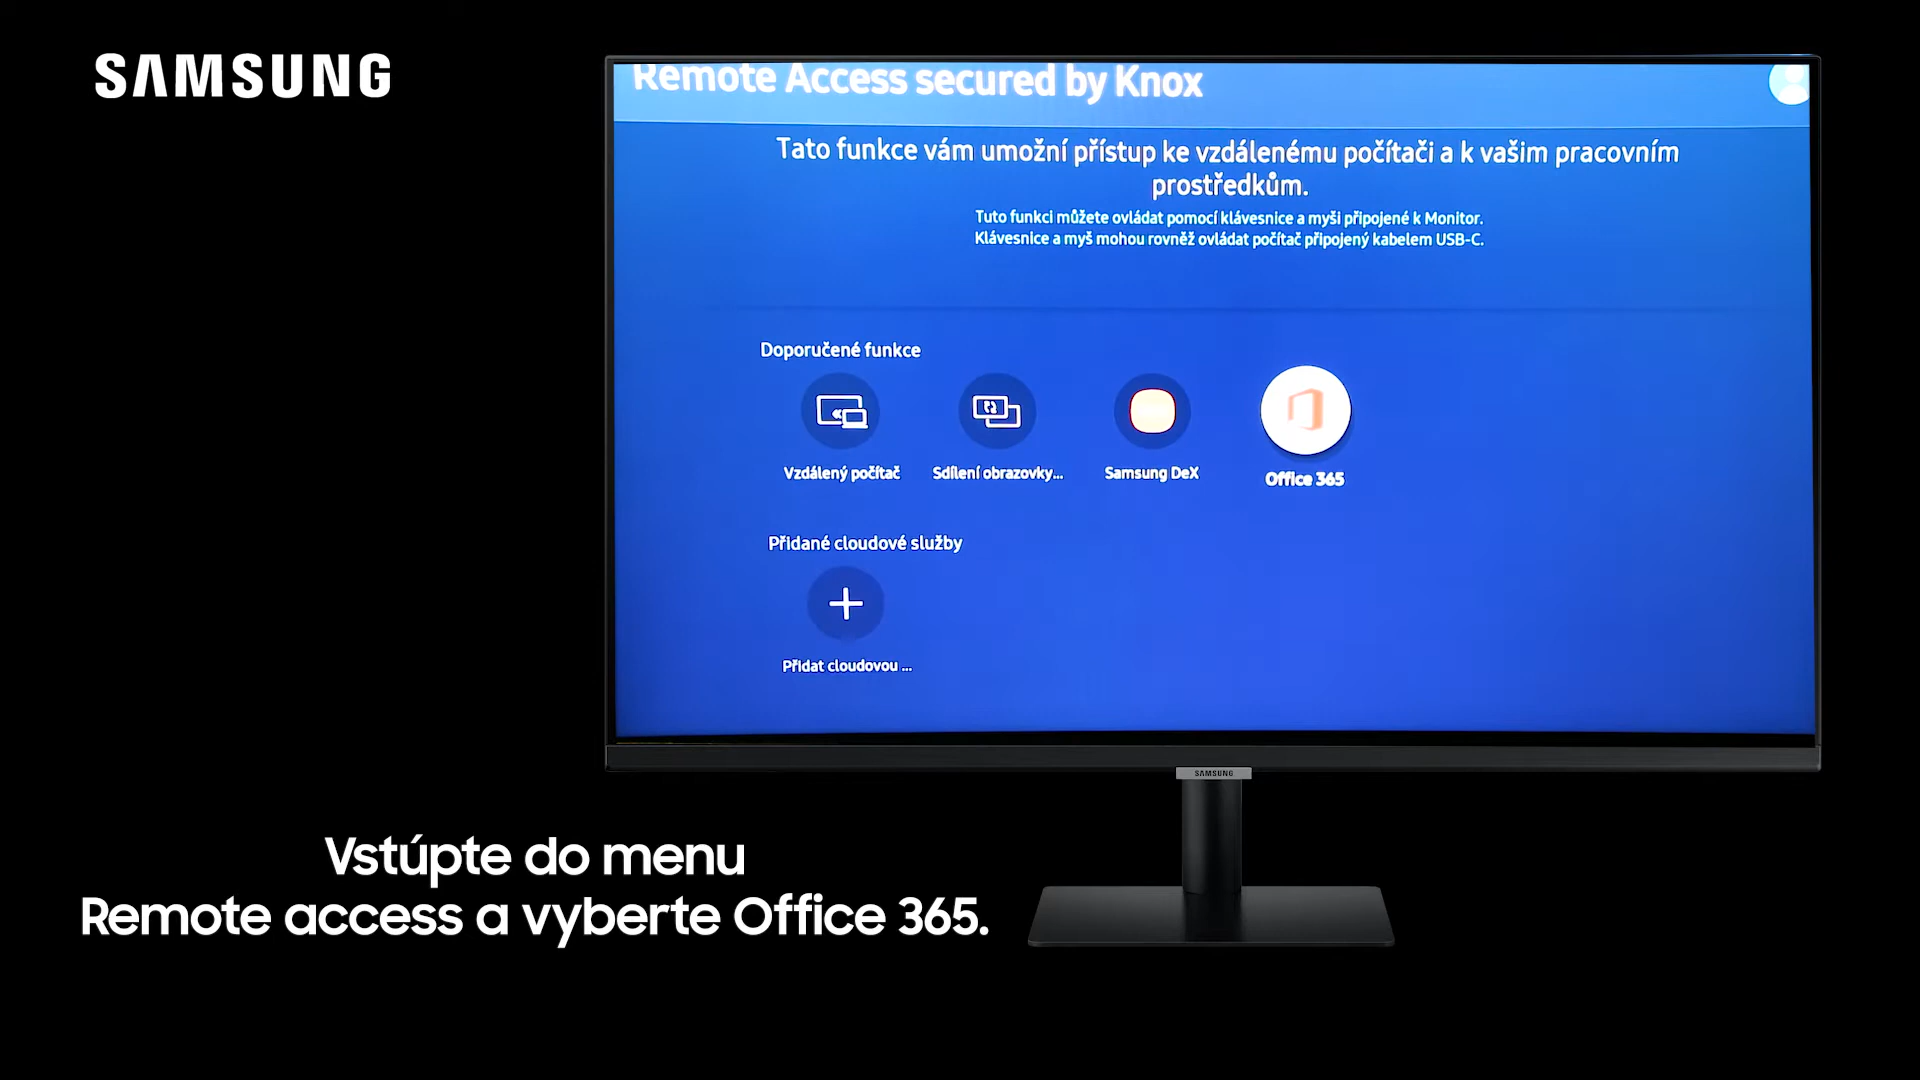 SAMSUNG
Remote Access secured by Knox
Tato funkce vám umožní přístup ke vzdálenému počítači a k vašim pracovním
prostředkům.
Tuto funkci můžete ovládat pomocí klávesnice a myši připojené k Monitor.
Klávesnice a myš mohou rovněž ovládat počítač připojený kabelem USB-C.
Doporučené funkce
Vzdálený počítač
Sdílení obrazovky...
Samsung DeX
Office 365
Přidané cloudové služby
Přidat cloudovou ...
SAMSUNG
Vstúpte do menu
Remote access a vyberte Office 365.